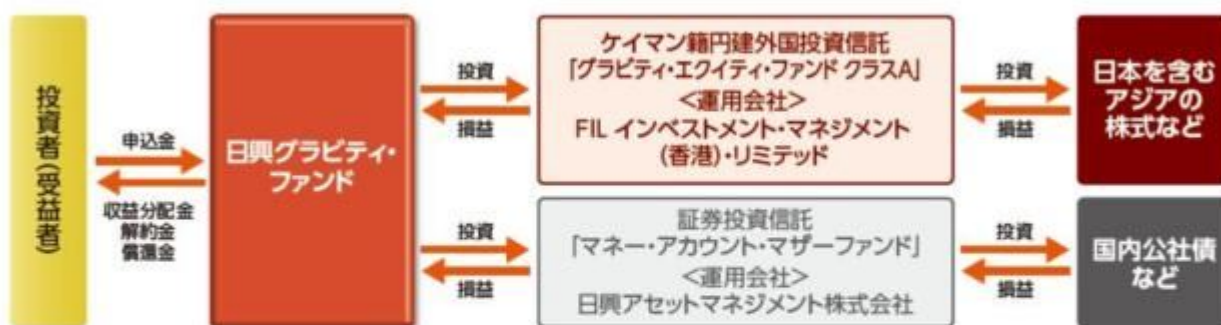 投資者(受益者)
申込金
収益分配金
解約金
償還金
日興グラビティ・
ファンド
投資
損益
ケイマン籍円建外国投資信託
「グラビティ・エクイティ・ファンド クラスA」
<運用会社>
FIL インベストメント・マネジメント
(香港)・リミテッド
投資
損益
日本を含む
アジアの
株式など
投資
損益
証券投資信託
「マネー・アカウント・マザーファンド」
<運用会社>
日興アセットマネジメント株式会社
投資
損益
国内公社債
など